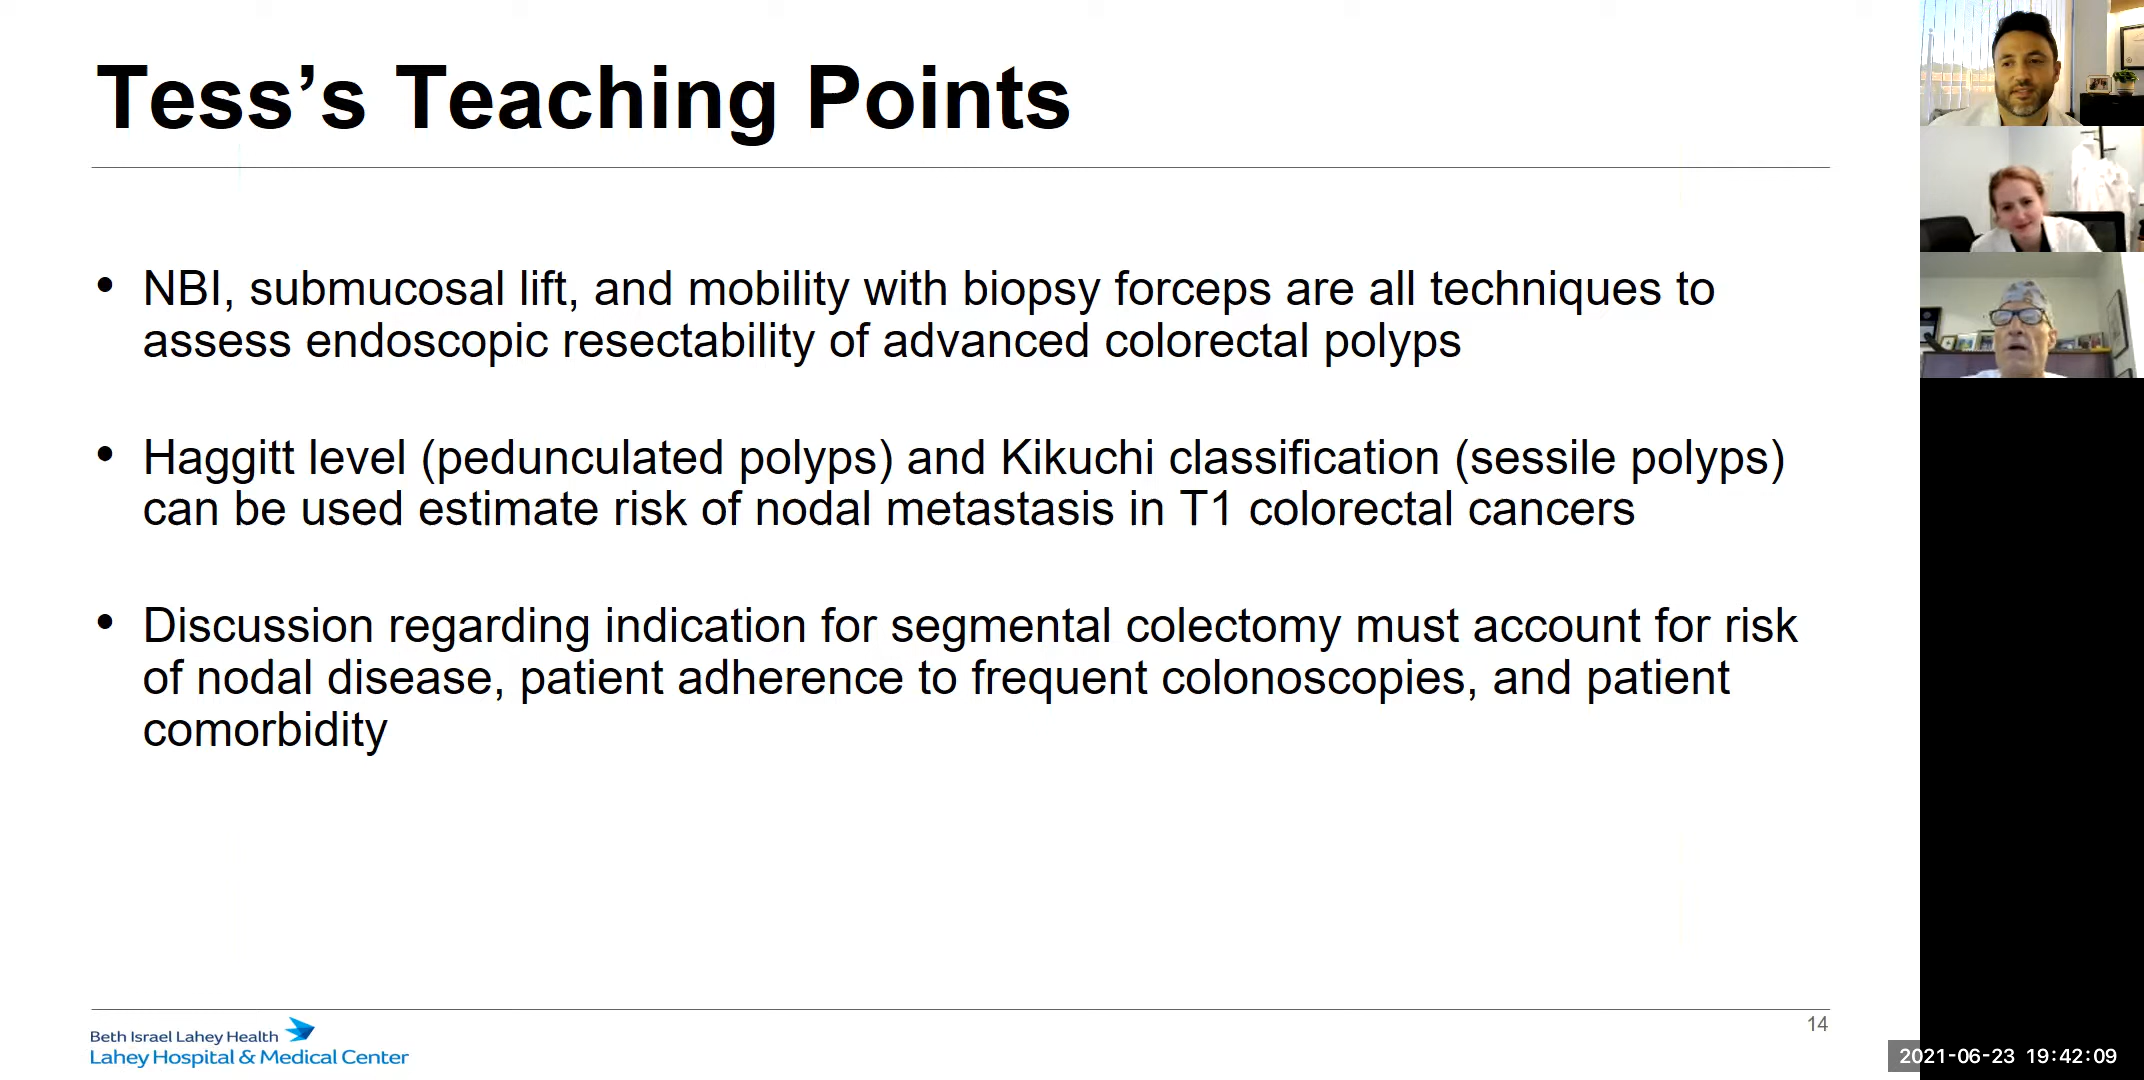 Tess’s Teaching Points
• NBI, submucosal lift, and mobility with biopsy forceps are all techniques to
assess endoscopic resectability of advanced colorectal polyps
• Haggitt level (pedunculated polyps) and Kikuchi classification (sessile polyps)
can be used estimate risk of nodal metastasis in T1 colorectal cancers
• Discussion regarding indication for segmental colectomy must account for risk
of nodal disease, patient adherence to frequent colonoscopies, and patient
comorbidity
Beth Israel Lahey Health
Lahey Hospital & Medical Center
14
2021-06-23 19:42:09